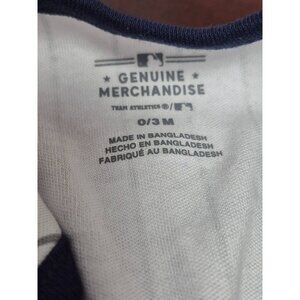 ★ GENUINE ★
MERCHANDISE
TEAM ATHLETICS ®/
0/3 M
MADE IN BANGLADESH
HECHO EN BANGLADESH
FABRIQUÉ AU BANGLADESH